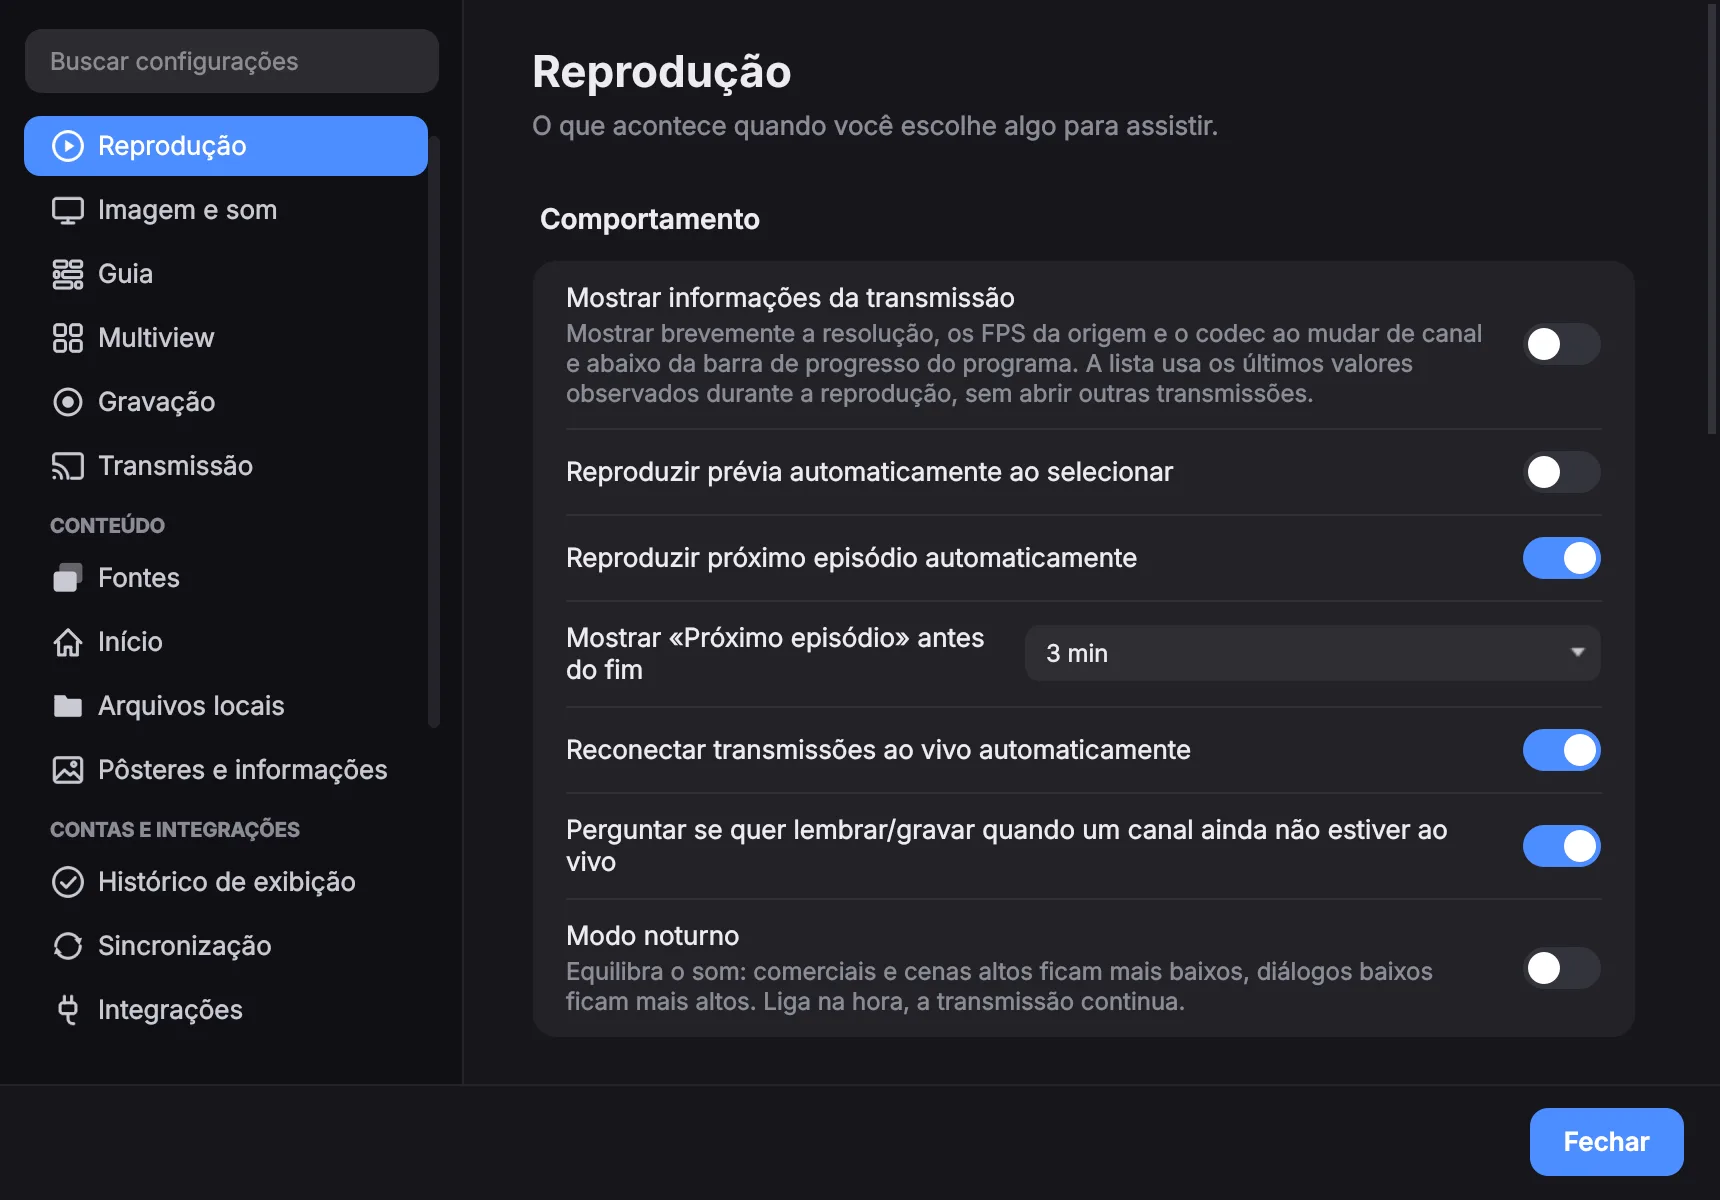 Buscar configurações
Reprodução
Imagem e som
Guia
Multiview
Gravação
Transmissão
CONTEÚDO
Fontes
Início
Arquivos locais
Pôsteres e informações
CONTAS E INTEGRAÇÕES
Histórico de exibição
Sincronização
Integrações
Reprodução
O que acontece quando você escolhe algo para assistir.
Comportamento
Mostrar informações da transmissão
Mostrar brevemente a resolução, os FPS da origem e o codec ao mudar de canal
e abaixo da barra de progresso do programa. A lista usa os últimos valores
observados durante a reprodução, sem abrir outras transmissões.
Reproduzir prévia automaticamente ao selecionar
Reproduzir próximo episódio automaticamente
Mostrar «Próximo episódio» antes
do fim
3 min
Reconectar transmissões ao vivo automaticamente
Perguntar se quer lembrar/gravar quando um canal ainda não estiver ao
vivo
Modo noturno
Equilibra o som: comerciais e cenas altos ficam mais baixos, diálogos baixos
ficam mais altos. Liga na hora, a transmissão continua.
Fechar